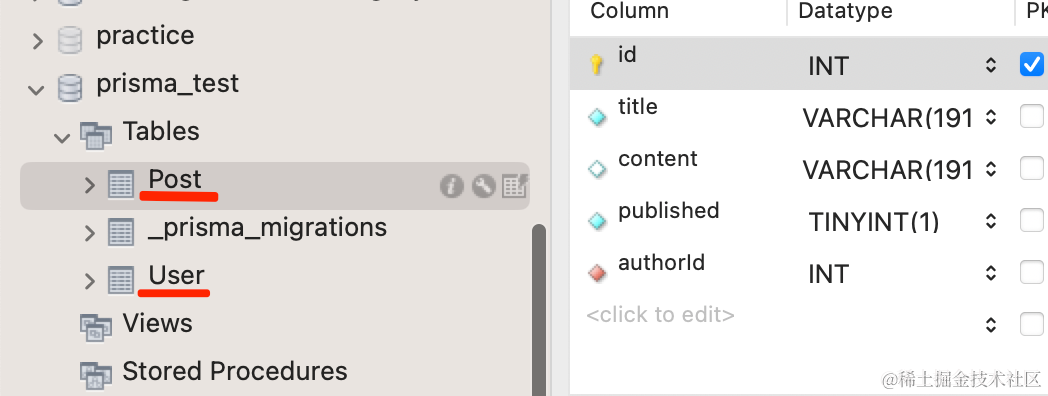 practice
prisma_test
Tables
Post
_prisma_migrations
User
Views
Stored Procedures
Column Datatype PK
id INT
title VARCHAR(191
content VARCHAR(191
published TINYINT(1)
authorId INT
<click to edit>
@稀土掘金技术社区